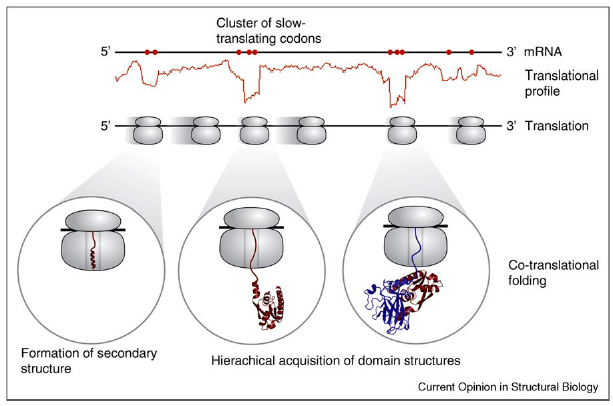 Cluster of slow-
translating codons
5’ 3’ mRNA
Translational
profile
5’ 3’ Translation
Co-translational
folding
Formation of secondary
structure
Hierachical acquisition of domain structures
Current Opinion in Structural Biology